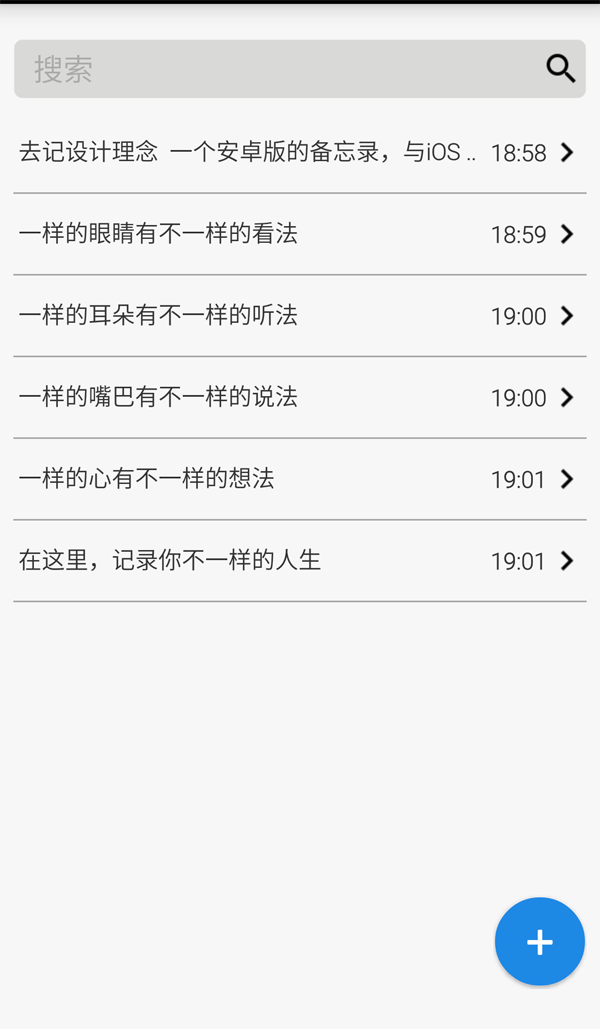 搜索
去记设计理念 一个安卓版的备忘录，与iOS .. 18:58
一样的眼睛有不一样的看法 18:59
一样的耳朵有不一样的听法 19:00
一样的嘴巴有不一样的说法 19:00
一样的心有不一样的想法 19:01
在这里，记录你不一样的人生 19:01